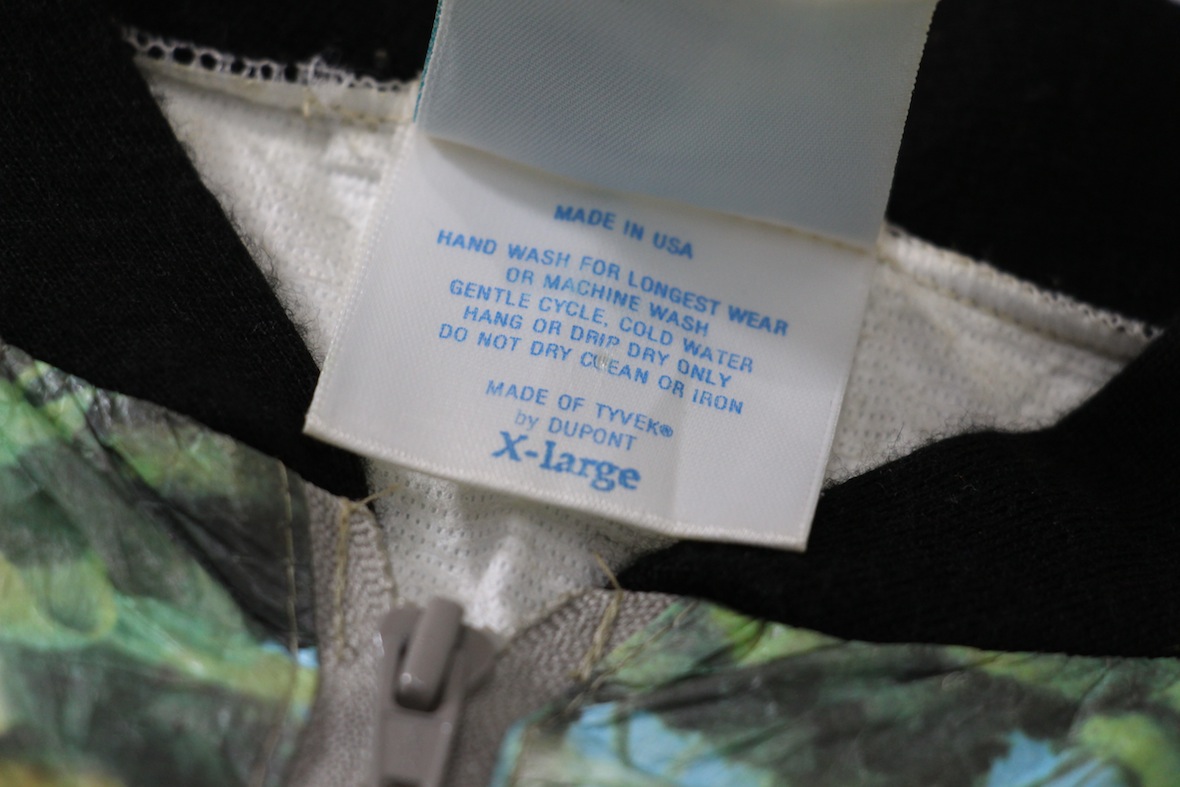 MADE IN USA
HAND WASH FOR LONGEST WEAR
OR MACHINE WASH
GENTLE CYCLE, COLD WATER
HANG OR DRIP DRY ONLY
DO NOT DRY CLEAN OR IRON
MADE OF TYVEK®
by DUPONT
X-large